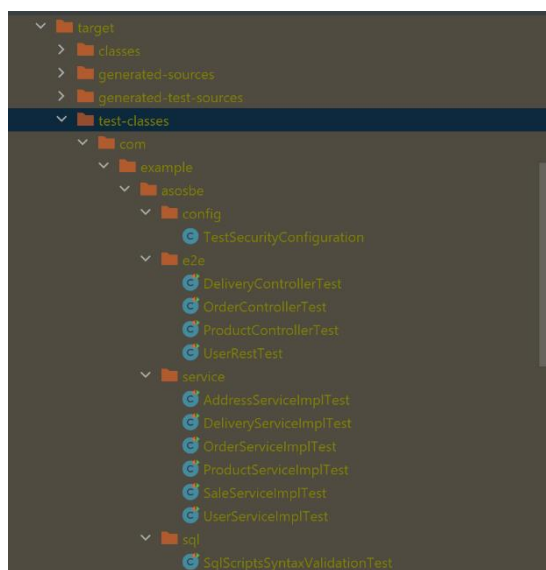 target
classes
generated-sources
generated-test-sources
test-classes
com
example
asosbe
config
TestSecurityConfiguration
e2e
DeliveryControllerTest
OrderControllerTest
ProductControllerTest
UserRestTest
service
AddressServiceImplTest
DeliveryServiceImplTest
OrderServiceImplTest
ProductServiceImplTest
SaleServiceImplTest
UserServiceImplTest
sql
SqlScriptsSyntaxValidationTest